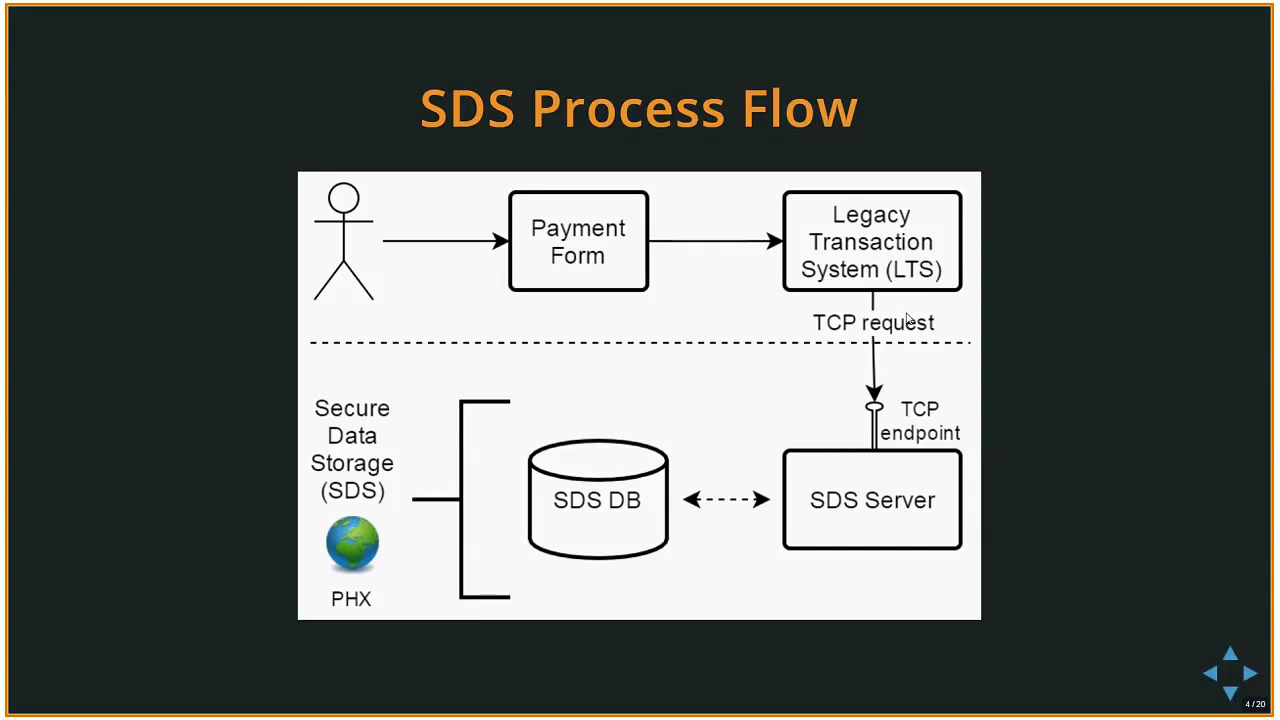 SDS Process Flow
Payment
Form
Legacy
Transaction
System (LTS)
TCP request
Secure
Data
Storage
(SDS)
PHX
SDS DB
TCP
endpoint
SDS Server
4 / 20